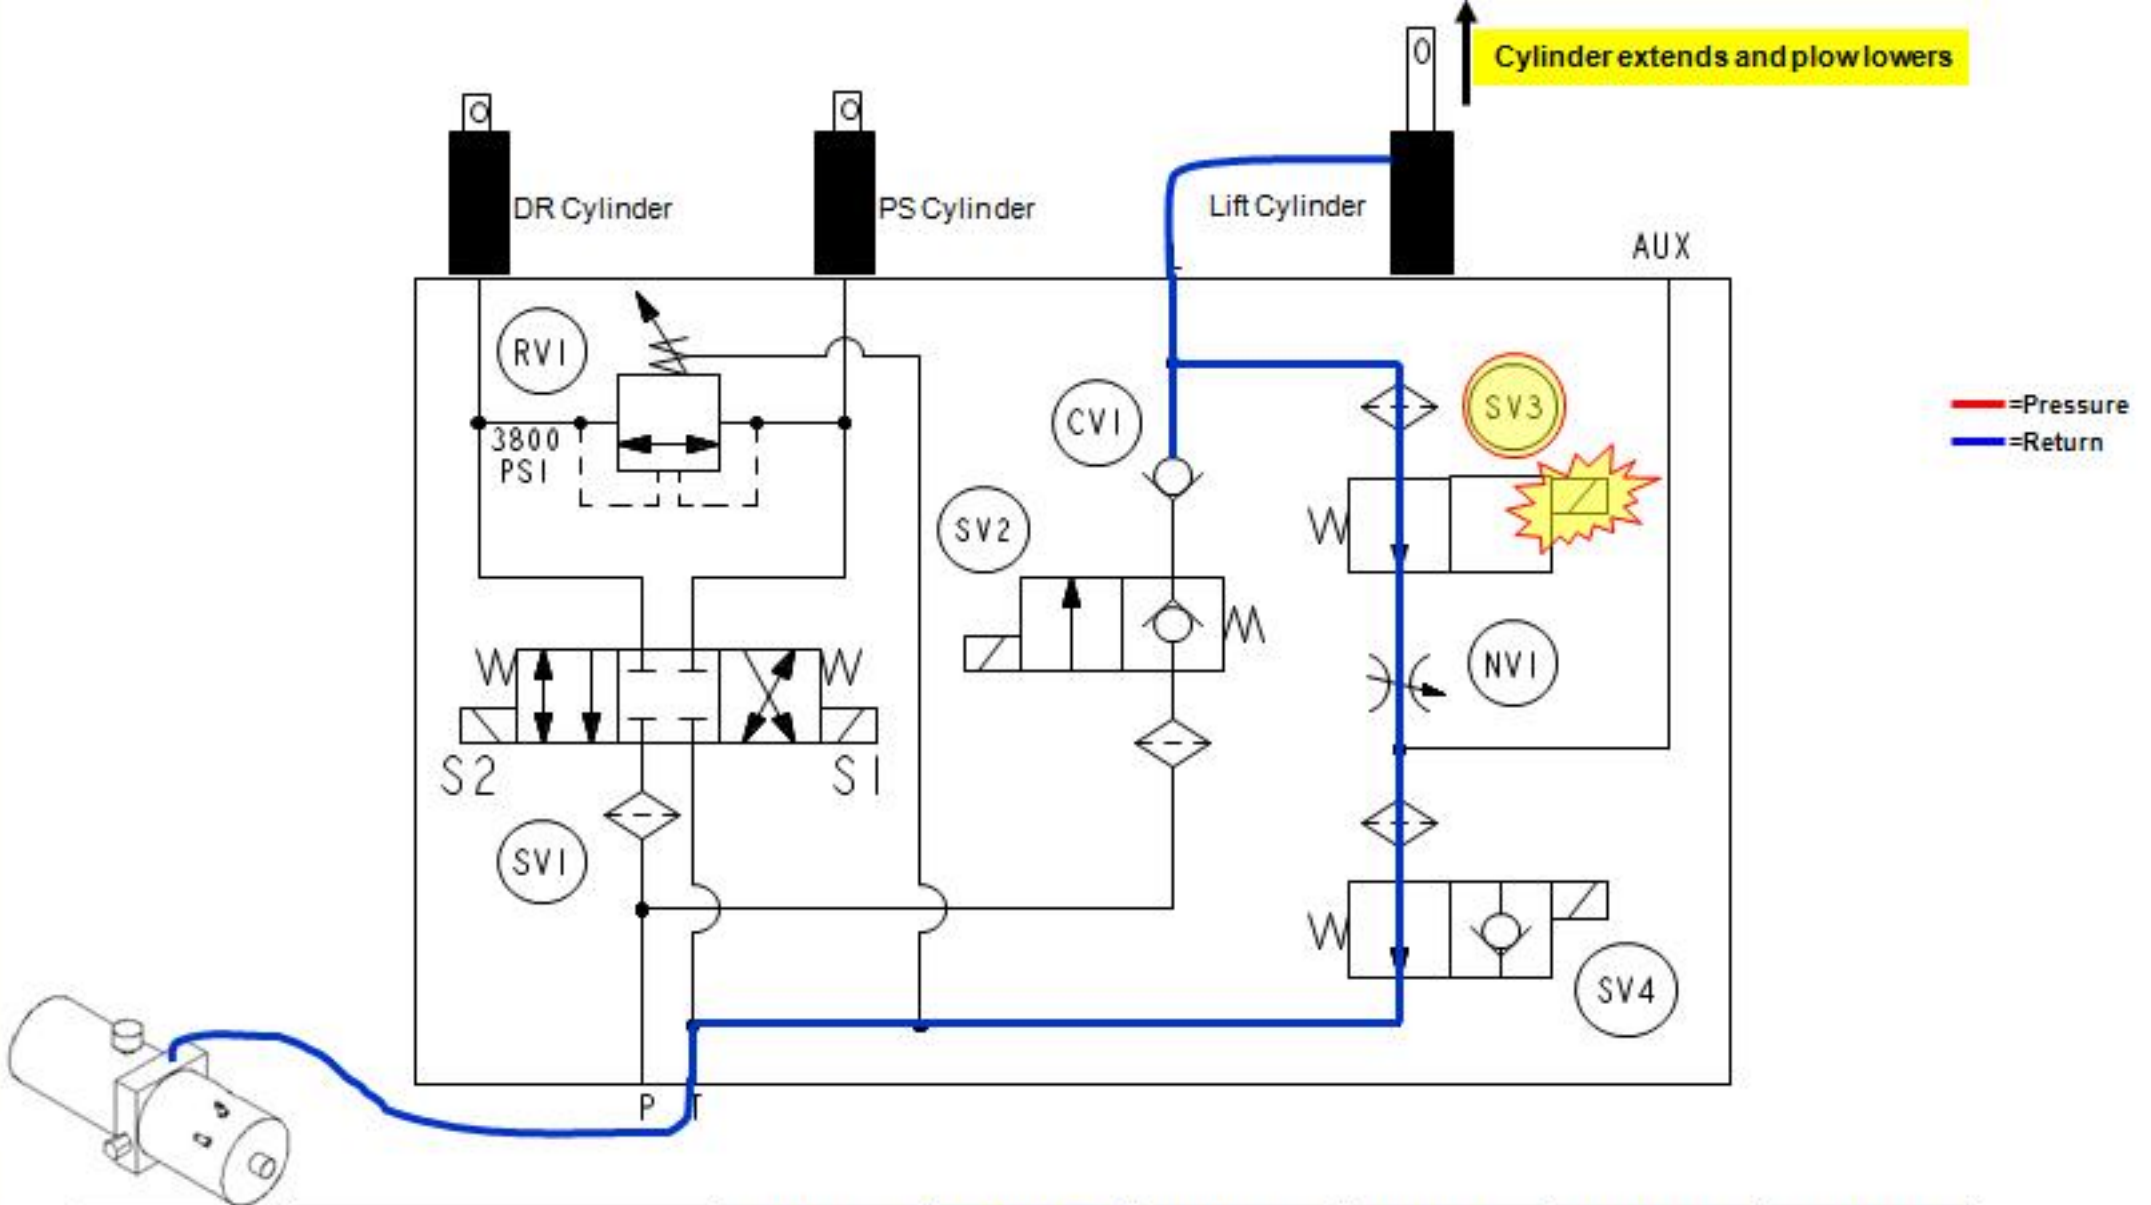 Cylinder extends and plow lowers
DR Cylinder
PS Cylinder
Lift Cylinder
AUX
RV1
3800
PSI
CV1
SV3
=Pressure
=Return
SV2
NV1
S2
S1
SV1
SV4
P
T